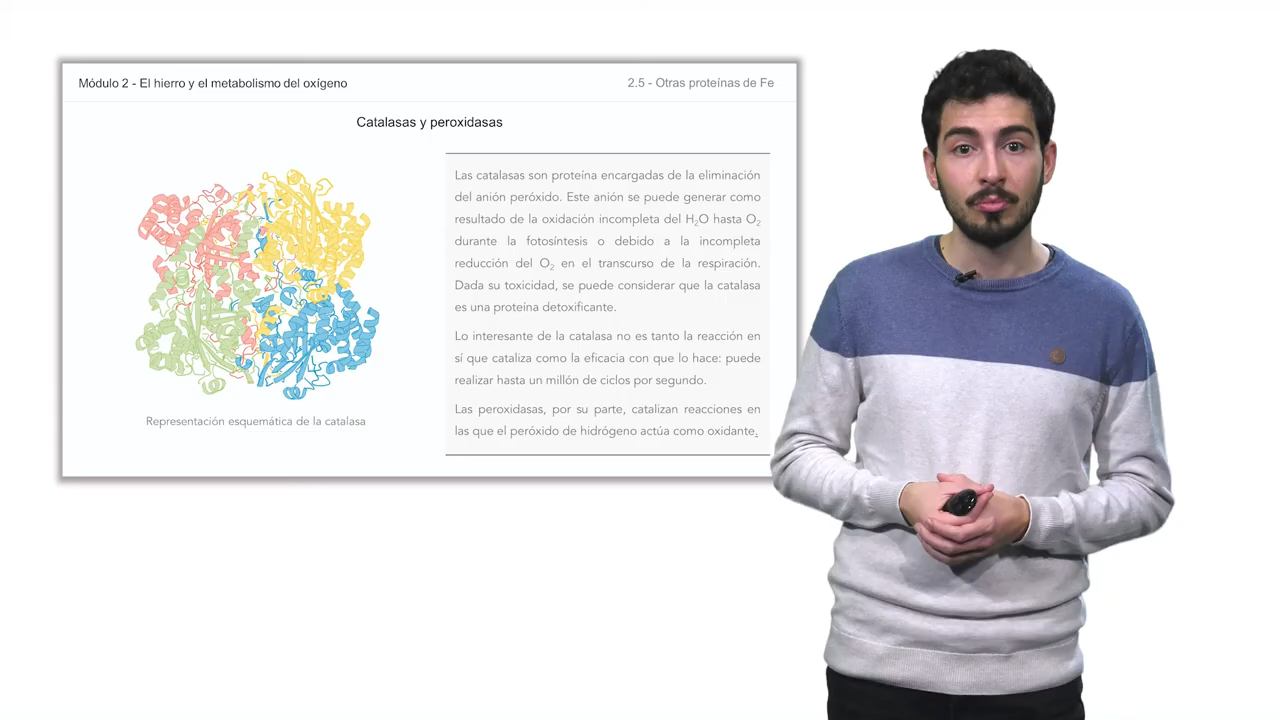 Módulo 2 - El hierro y el metabolismo del oxígeno
2.5 - Otras proteínas de Fe
Catalasas y peroxidasas
Las catalasas son proteína encargadas de la eliminación
del anión peróxido. Este anión se puede generar como
resultado de la oxidación incompleta del H₂O hasta O₂
durante la fotosíntesis o debido a la incompleta
reducción del O₂ en el transcurso de la respiración.
Dada su toxicidad, se puede considerar que la catalasa
es una proteína detoxificante.
Lo interesante de la catalasa no es tanto la reacción en
sí que cataliza como la eficacia con que lo hace: puede
realizar hasta un millón de ciclos por segundo.
Las peroxidasas, por su parte, catalizan reacciones en
las que el peróxido de hidrógeno actúa como oxidante.
Representación esquemática de la catalasa